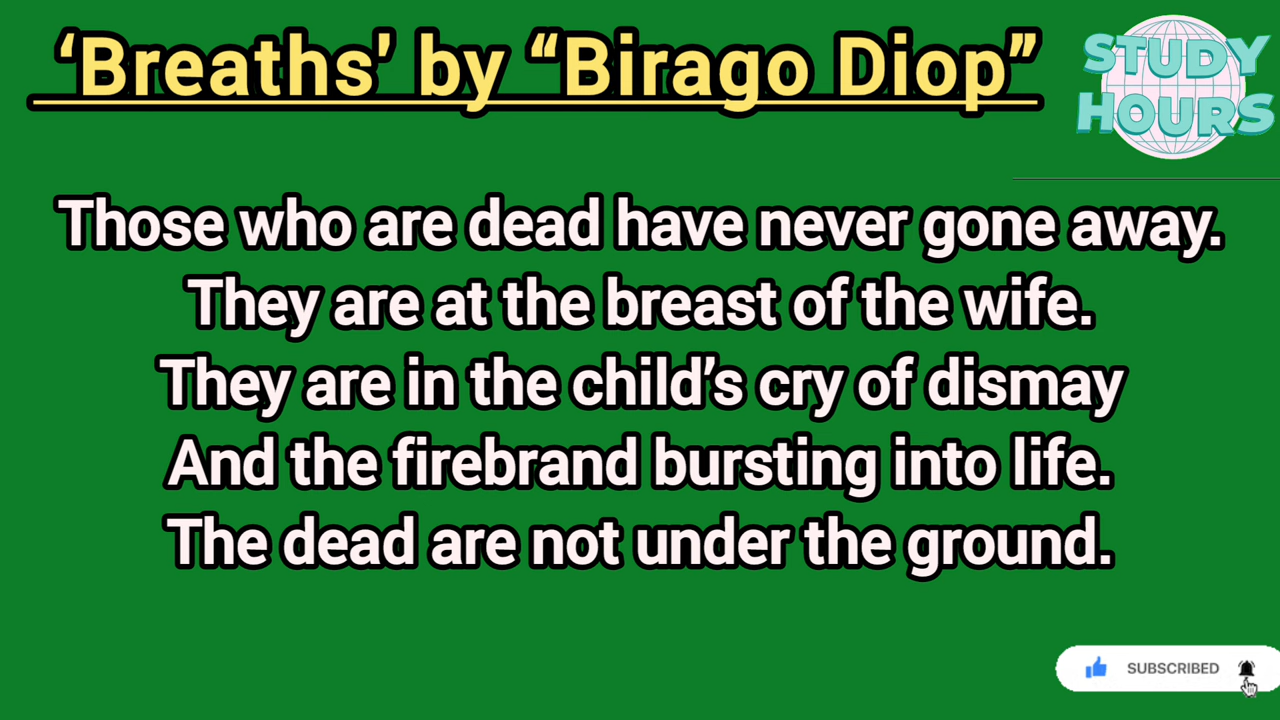 ‘Breaths’ by “Birago Diop”
STUDY
HOURS
Those who are dead have never gone away.
They are at the breast of the wife.
They are in the child’s cry of dismay
And the firebrand bursting into life.
The dead are not under the ground.
SUBSCRIBED